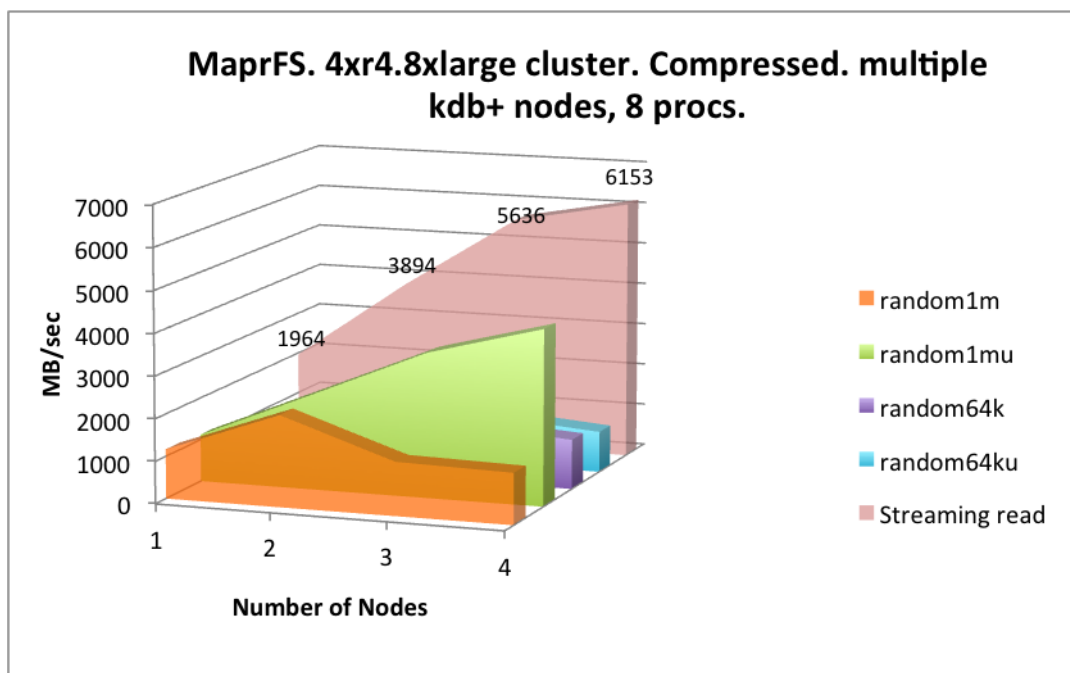 MaprFS. 4xr4.8xlarge cluster. Compressed. multiple
kdb+ nodes, 8 procs.
6153
5636
3894
1964
7000
6000
5000
4000
3000
2000
1000
0
MB/sec
1
2
3
4
Number of Nodes
random1m
random1mu
random64k
random64ku
Streaming read